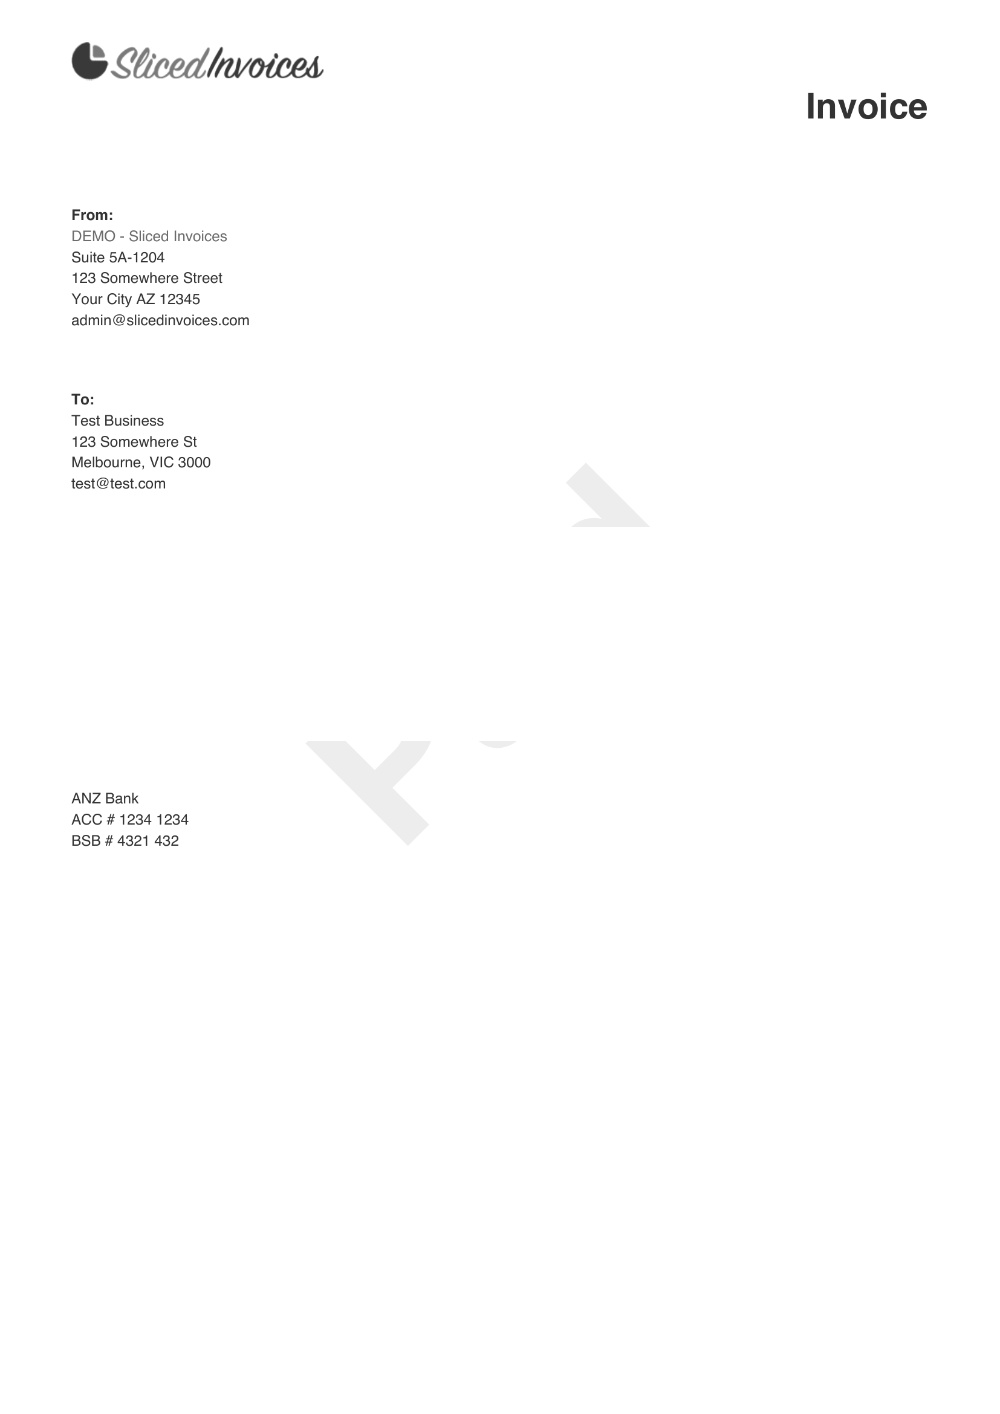 SlicedInvoices
Invoice
From:
DEMO - Sliced Invoices
Suite 5A-1204
123 Somewhere Street
Your City AZ 12345
admin@slicedinvoices.com
To:
Test Business
123 Somewhere St
Melbourne, VIC 3000
test@test.com
ANZ Bank
ACC # 1234 1234
BSB # 4321 432